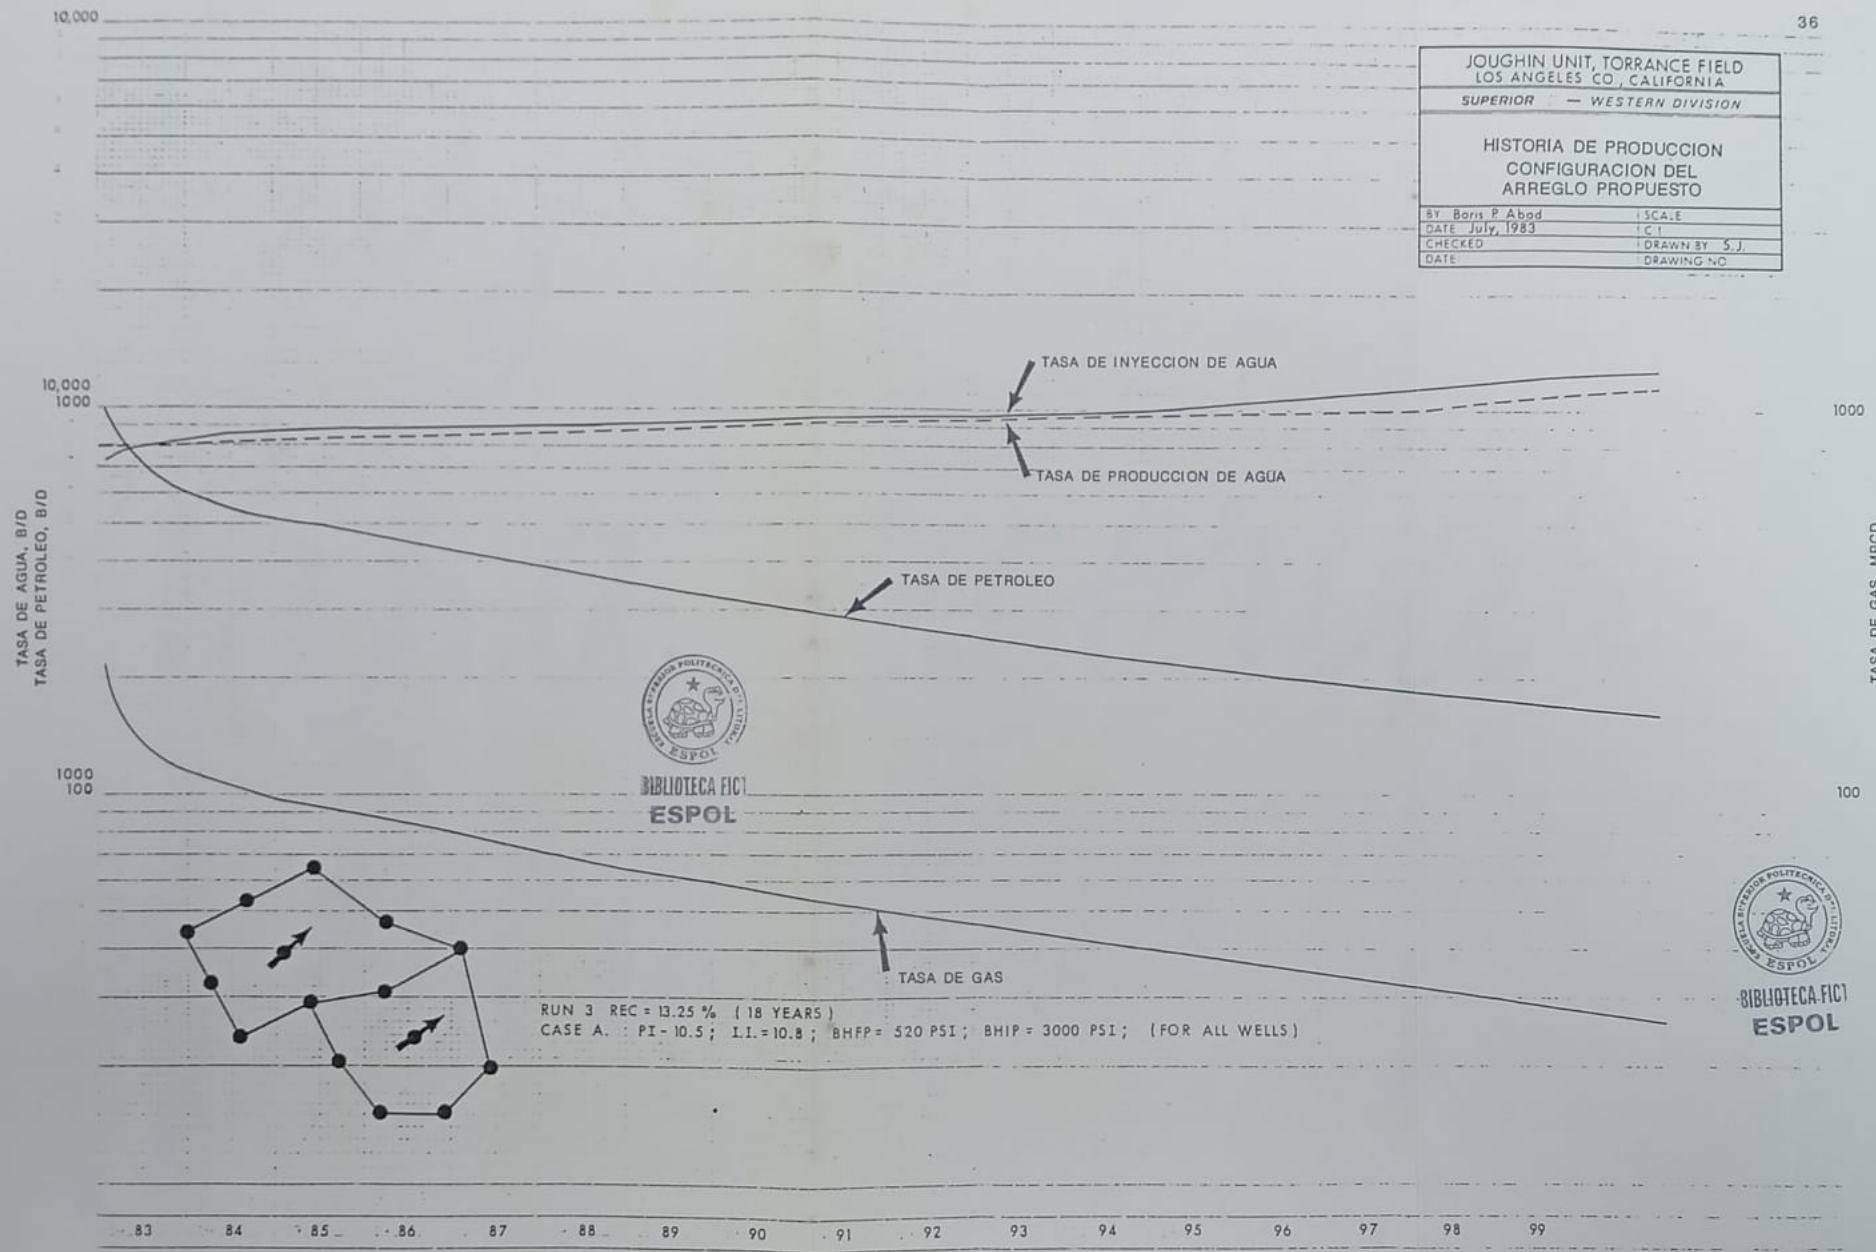 36
10,000
JOUGHIN UNIT, TORRANCE FIELD
LOS ANGELES CO., CALIFORNIA
SUPERIOR — WESTERN DIVISION
HISTORIA DE PRODUCCION
CONFIGURACION DEL
ARREGLO PROPUESTO
BY Boris P. Abad SCALE
DATE July, 1983 C.I
CHECKED DRAWN BY S.J.
DATE DRAWING NO
TASA DE INYECCION DE AGUA
10,000
1000
1000
TASA DE PRODUCCION DE AGUA
TASA DE AGUA, B/D
TASA DE PETROLEO, B/D
TASA DE PETROLEO
ESPOL
BIBLIOTECA FICT
ESPOL
1000
100
100
TASA DE GAS
RUN 3 REC = 13.25 % (18 YEARS)
CASE A. : PI - 10.5 ; I.I. = 10.8 ; BHFP = 520 PSI ; BHIP = 3000 PSI ; (FOR ALL WELLS)
ESPOL
BIBLIOTECA FICT
ESPOL
83 84 85 86 87 88 89 90 91 92 93 94 95 96 97 98 99